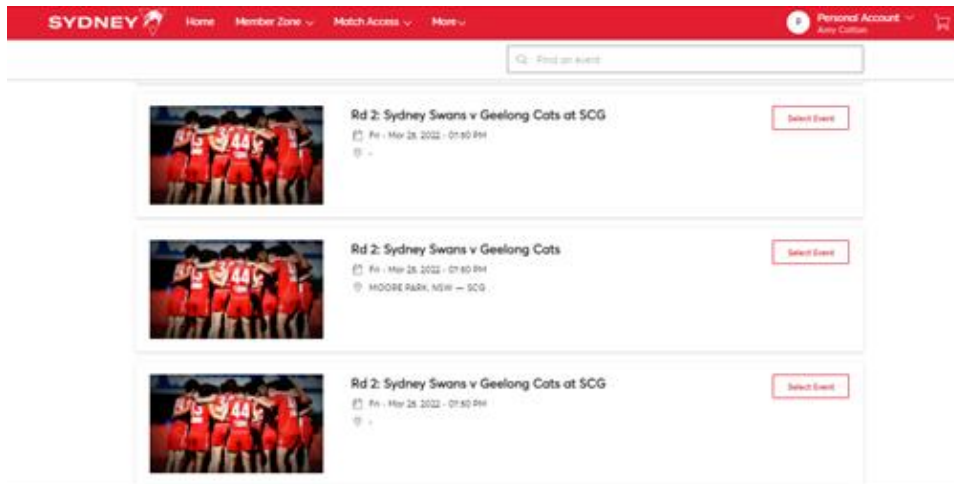 SYDNEY Home Member Zone Match Access More Personal Account
Amy Cotton
Find an event
Rd 2: Sydney Swans v Geelong Cats at SCG Select Event
Fri - Mar 25, 2022 - 07:50 PM
-
Rd 2: Sydney Swans v Geelong Cats Select Event
Fri - Mar 25, 2022 - 07:50 PM
MOORE PARK, NSW — SCG
Rd 2: Sydney Swans v Geelong Cats at SCG Select Event
Fri - Mar 25, 2022 - 07:50 PM
-
44
44
44